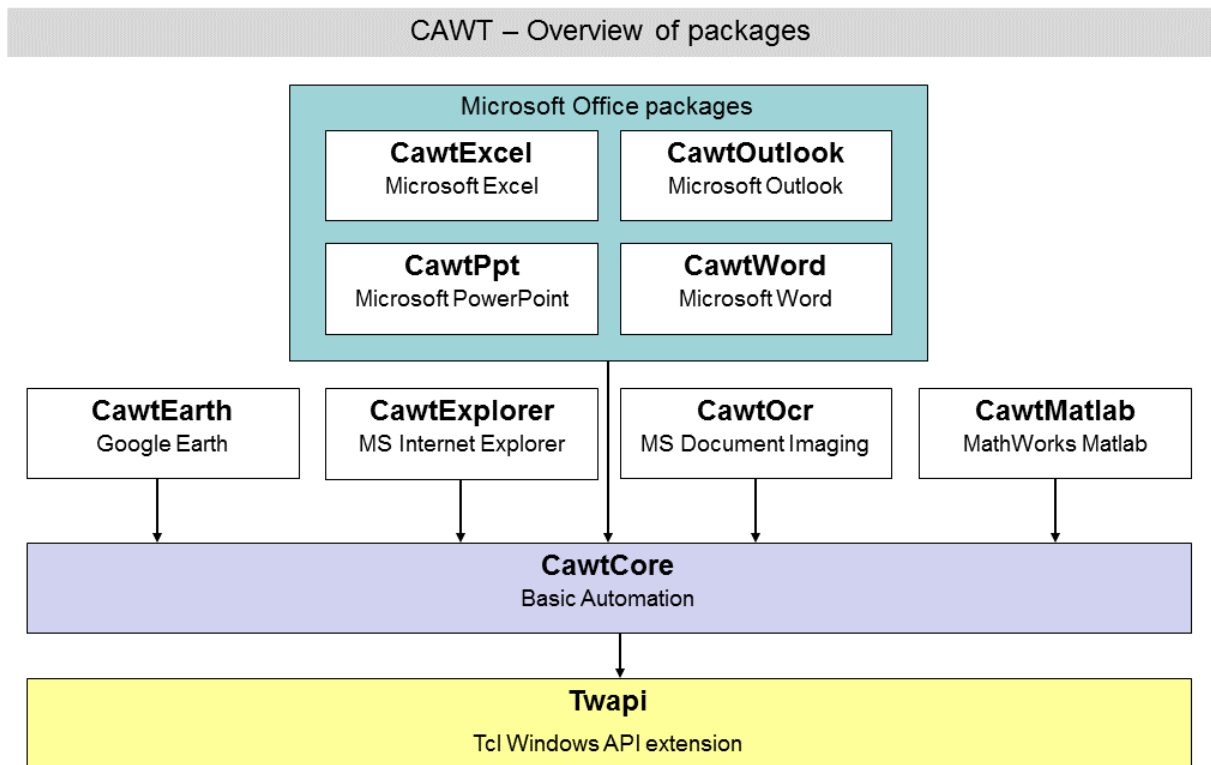 CAWT – Overview of packages
Microsoft Office packages
CawtExcel
Microsoft Excel
CawtOutlook
Microsoft Outlook
CawtPpt
Microsoft PowerPoint
CawtWord
Microsoft Word
CawtEarth
Google Earth
CawtExplorer
MS Internet Explorer
CawtOcr
MS Document Imaging
CawtMatlab
MathWorks Matlab
CawtCore
Basic Automation
Twapi
Tcl Windows API extension